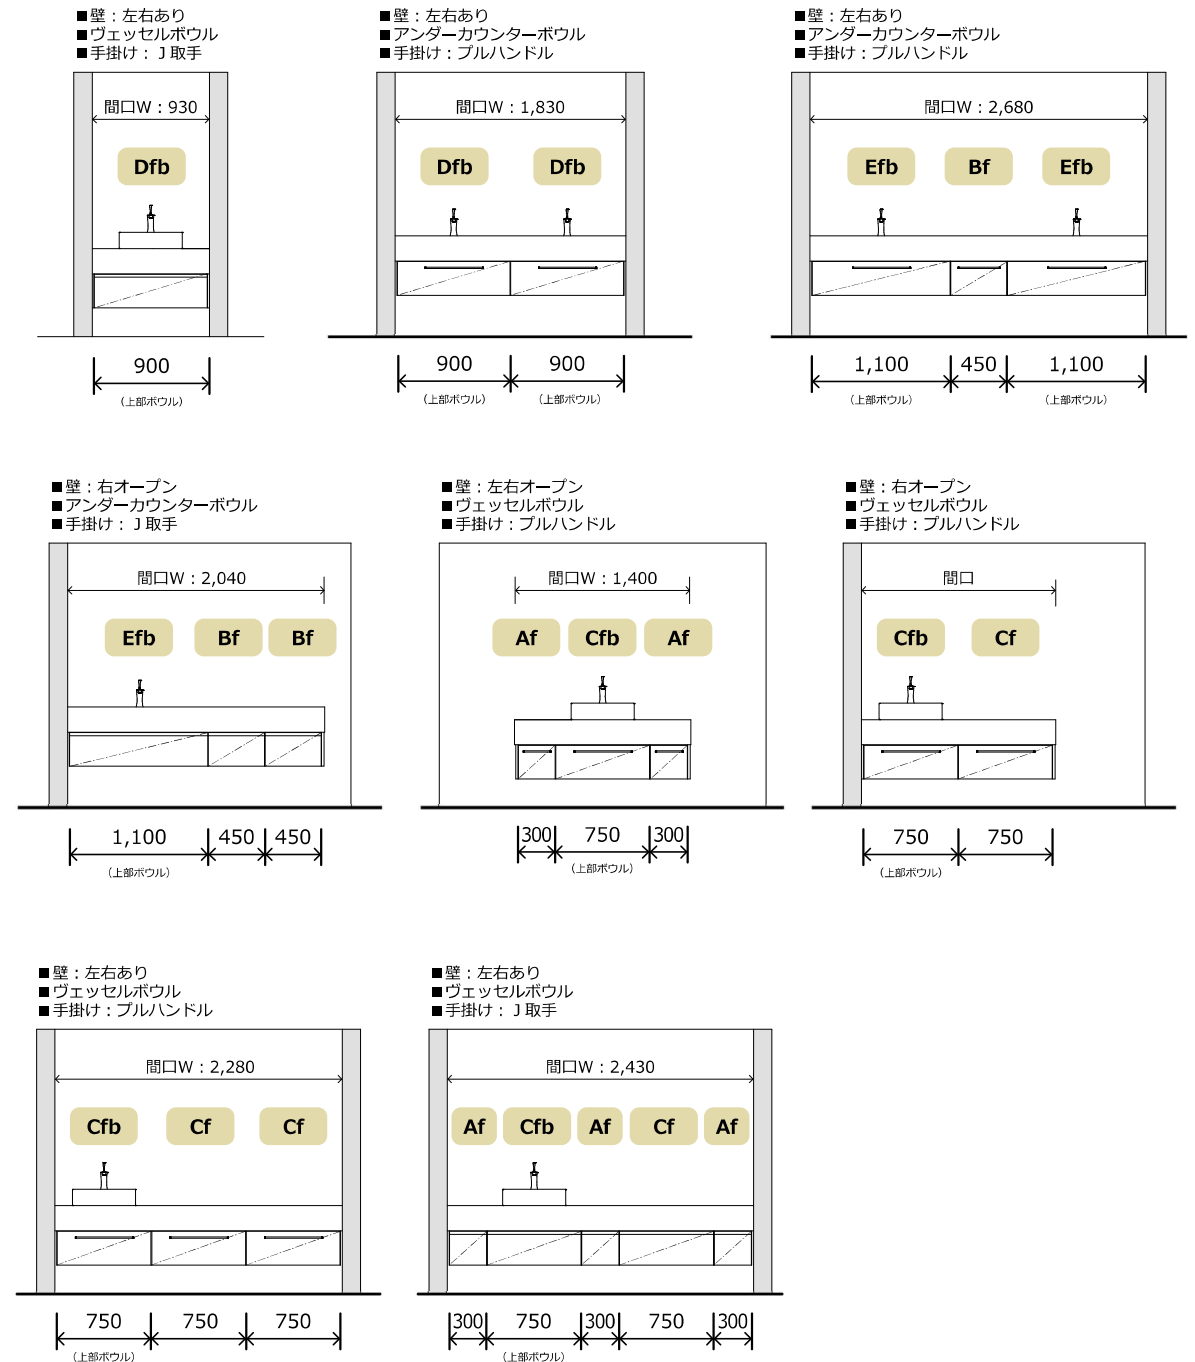 ■壁：左右あり
■ヴェッセルボウル
■手掛け：Ｊ取手
間口W：930
Dfb
900
（上部ボウル）
■壁：左右あり
■アンダーカウンターボウル
■手掛け：プルハンドル
間口W：1,830
Dfb Dfb
900 900
（上部ボウル） （上部ボウル）
■壁：左右あり
■アンダーカウンターボウル
■手掛け：プルハンドル
間口W：2,680
Efb Bf Efb
1,100 450 1,100
（上部ボウル） （上部ボウル）
■壁：右オープン
■アンダーカウンターボウル
■手掛け：Ｊ取手
間口W：2,040
Efb Bf Bf
1,100 450 450
（上部ボウル）
■壁：左右オープン
■ヴェッセルボウル
■手掛け：プルハンドル
間口W：1,400
Af Cfb Af
300 750 300
（上部ボウル）
■壁：右オープン
■ヴェッセルボウル
■手掛け：プルハンドル
間口
Cfb Cf
750 750
（上部ボウル）
■壁：左右あり
■ヴェッセルボウル
■手掛け：プルハンドル
間口W：2,280
Cfb Cf Cf
750 750 750
（上部ボウル）
■壁：左右あり
■ヴェッセルボウル
■手掛け：Ｊ取手
間口W：2,430
Af Cfb Af Cf Af
300 750 300 750 300
（上部ボウル）